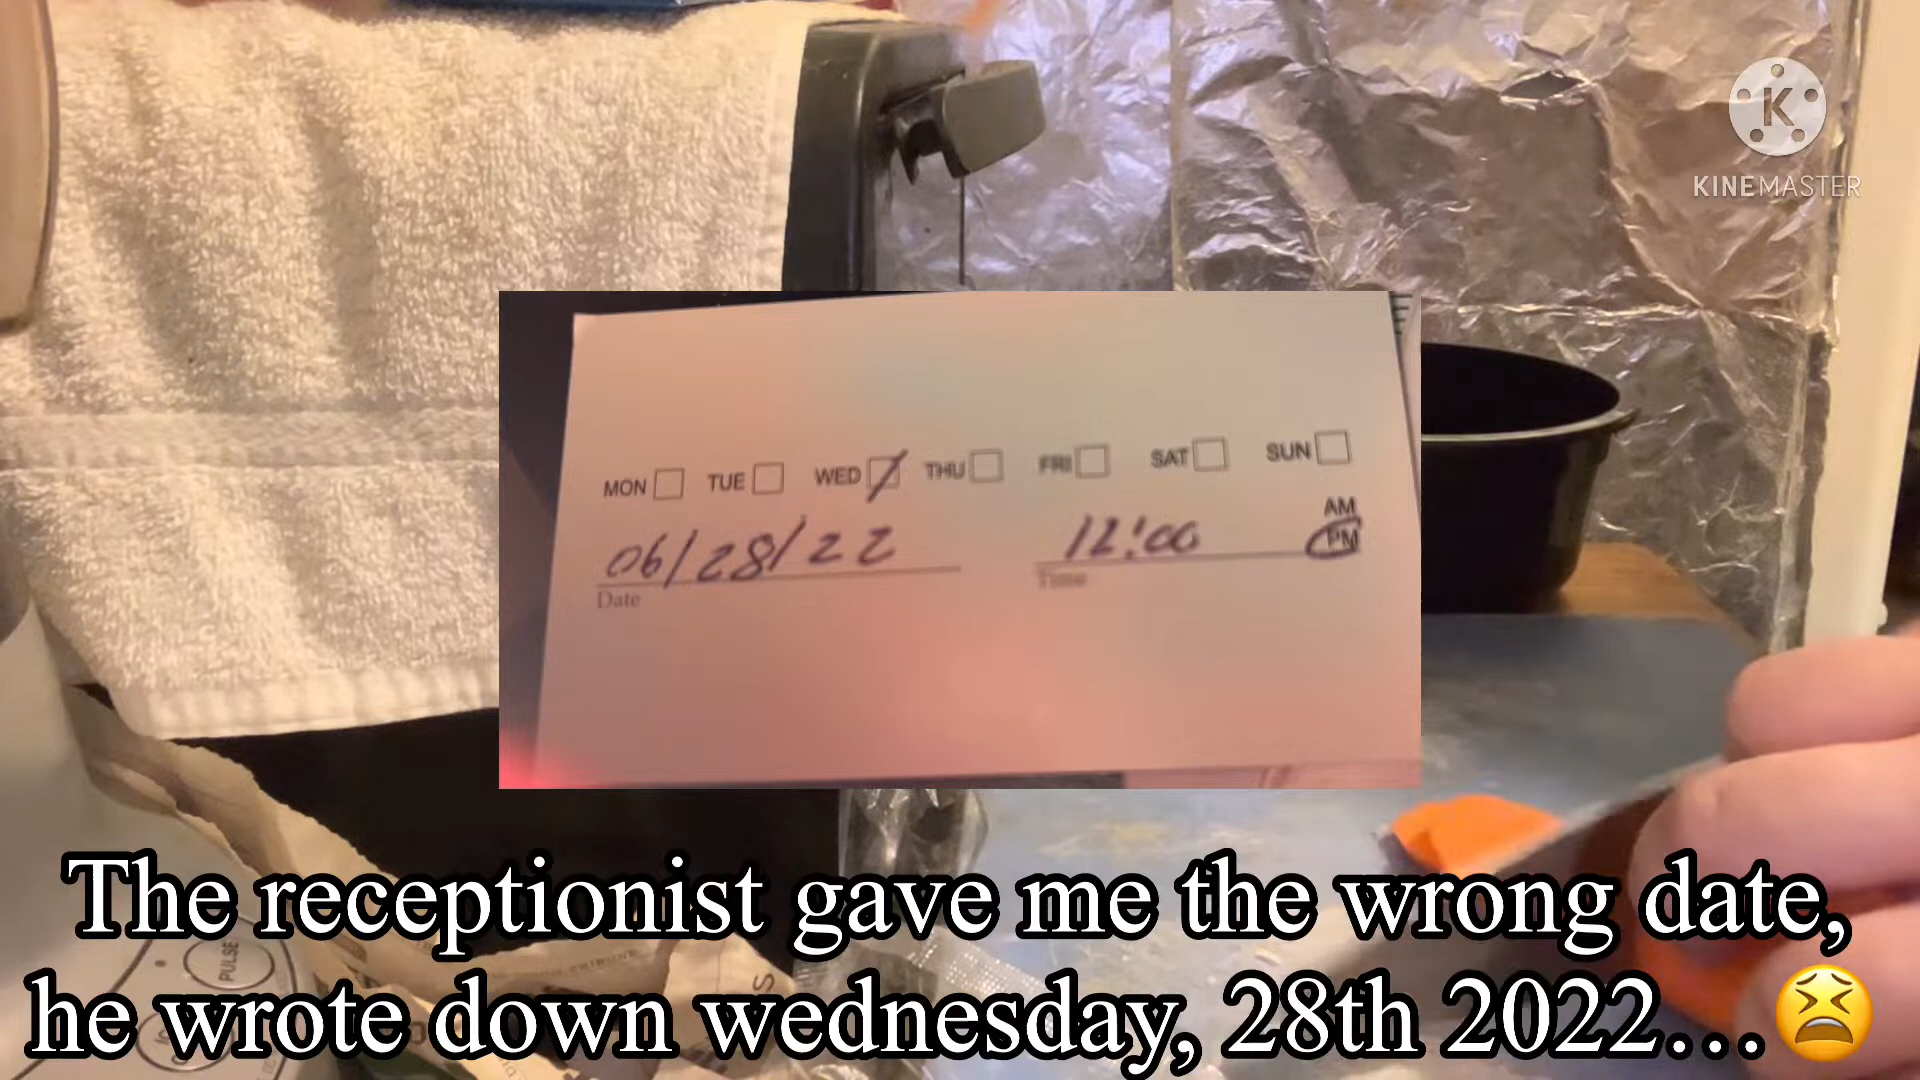 KINEMASTER
MON TUE WED THU FRI SAT SUN
AM
06/28/22 12:00 PM
Date Time
The receptionist gave me the wrong date,
he wrote down wednesday, 28th 2022...😫
PULSE